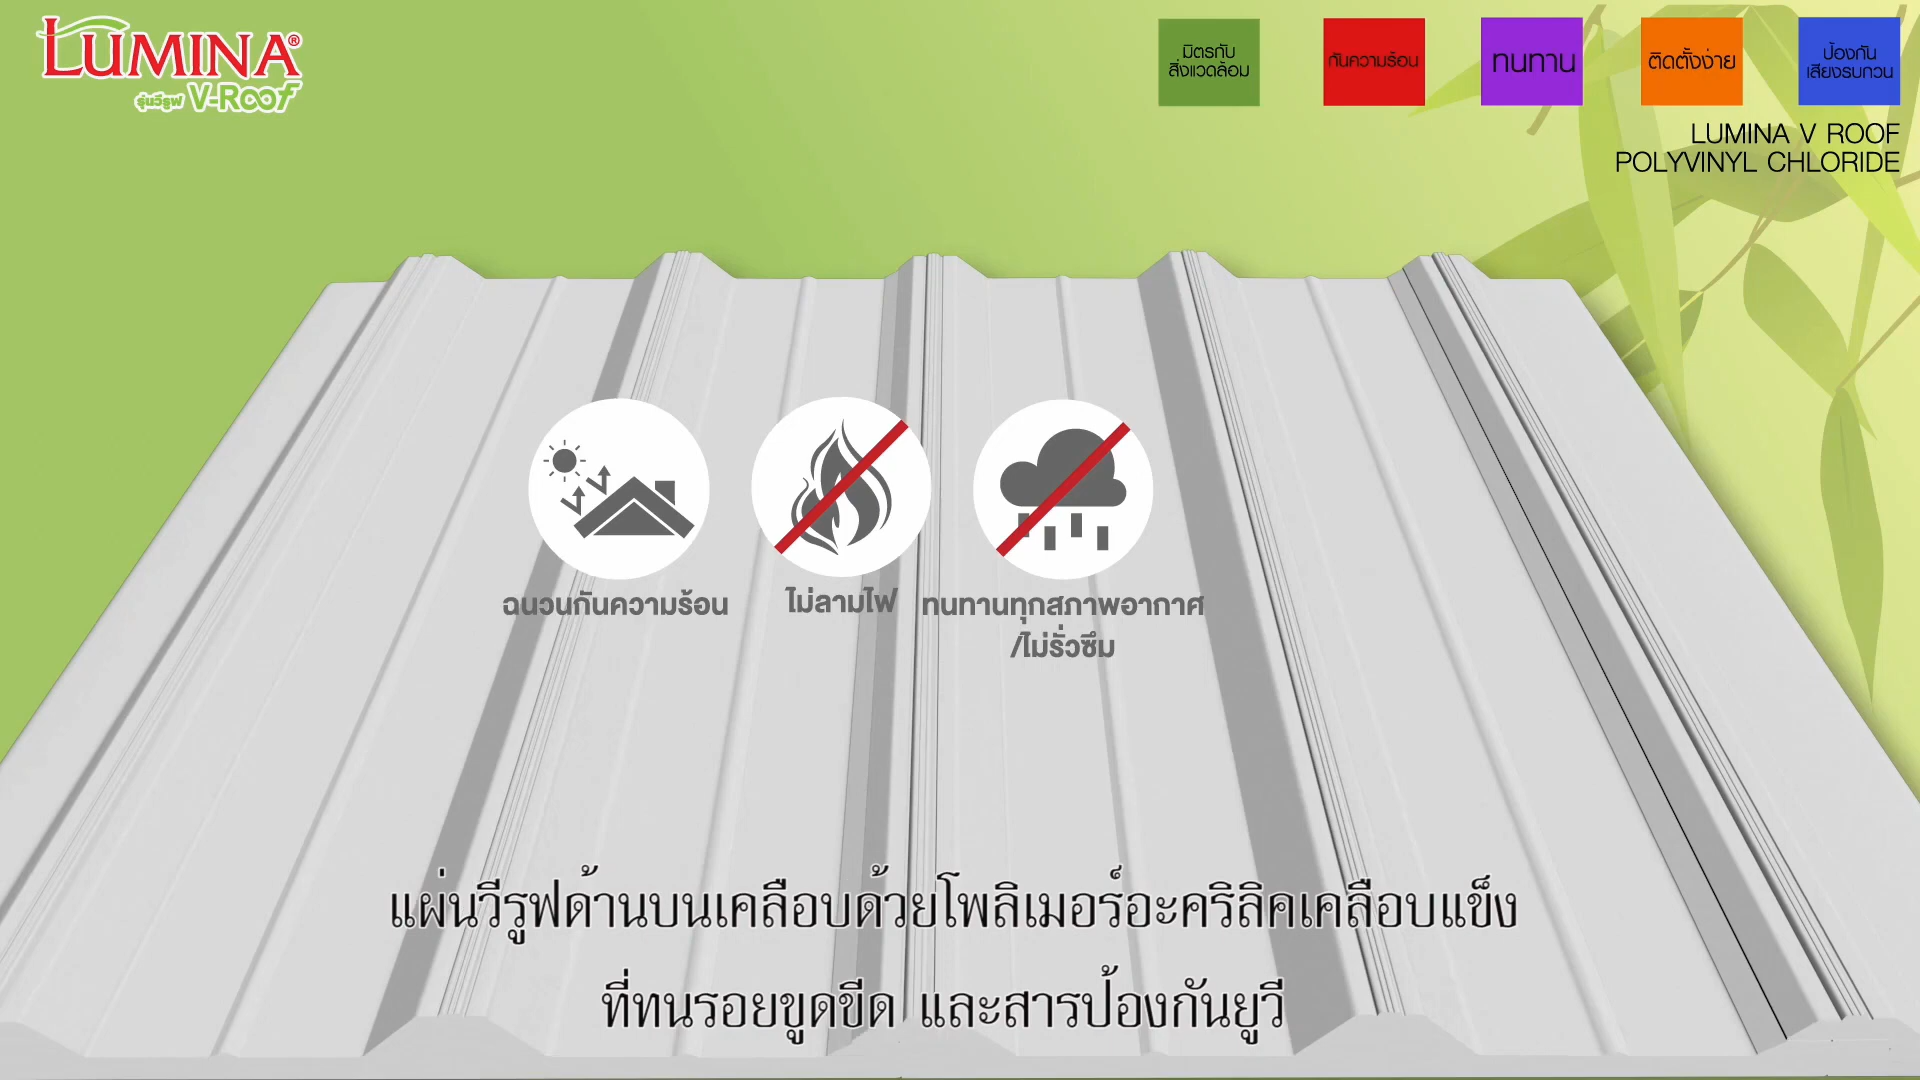 LUMINA®
รุ่นวีรูฟ V-Roof
มิตรกับ
สิ่งแวดล้อม
กันความร้อน
ทนทาน
ติดตั้งง่าย
ป้องกัน
เสียงรบกวน
LUMINA V ROOF
POLYVINYL CHLORIDE
ฉนวนกันความร้อน
ไม่ลามไฟ
ทนทานทุกสภาพอากาศ
/ไม่รั่วซึม
แผ่นวีรูฟด้านบนเคลือบด้วยโพลิเมอร์อะคริลิคเคลือบแข็ง
ที่ทนรอยขูดขีด และสารป้องกันยูวี